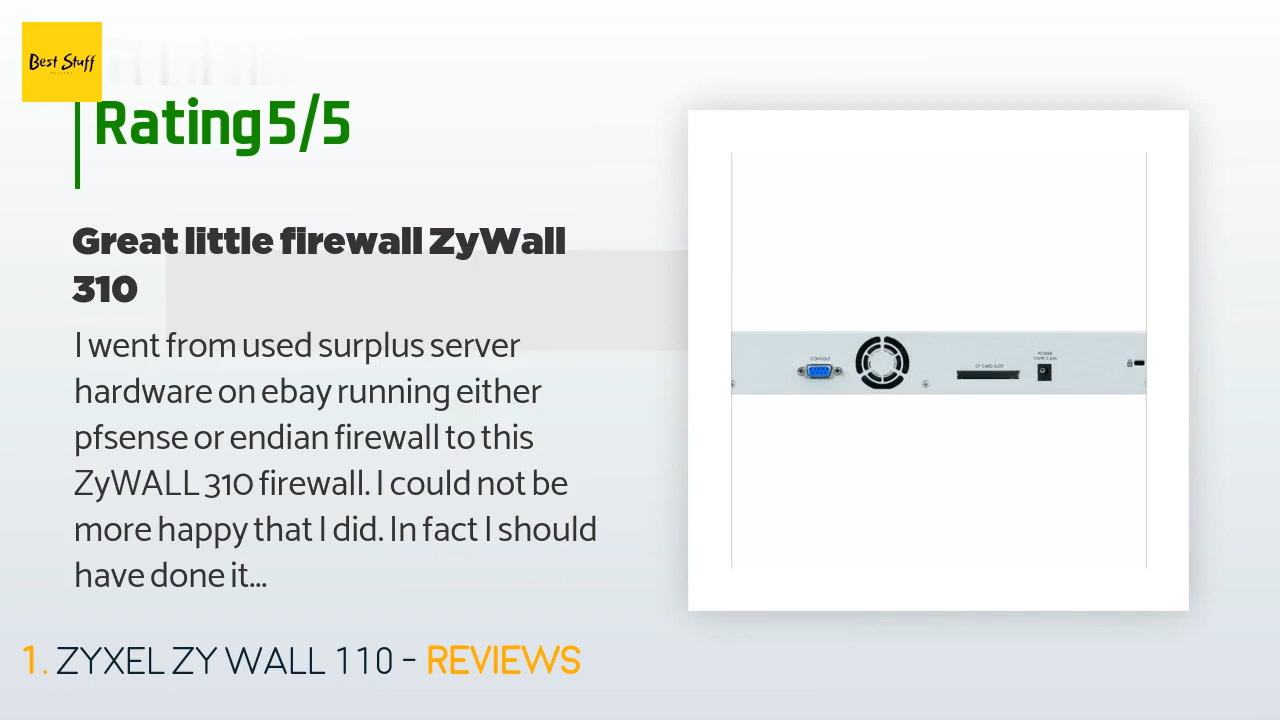 Best Stuff
Rating 5/5
Great little firewall ZyWall
310
I went from used surplus server
hardware on ebay running either
pfsense or endian firewall to this
ZyWALL 310 firewall. I could not be
more happy that I did. In fact I should
have done it...
CONSOLE
CF CARD SLOT
POWER
1. ZYXEL ZY WALL 110 - REVIEWS